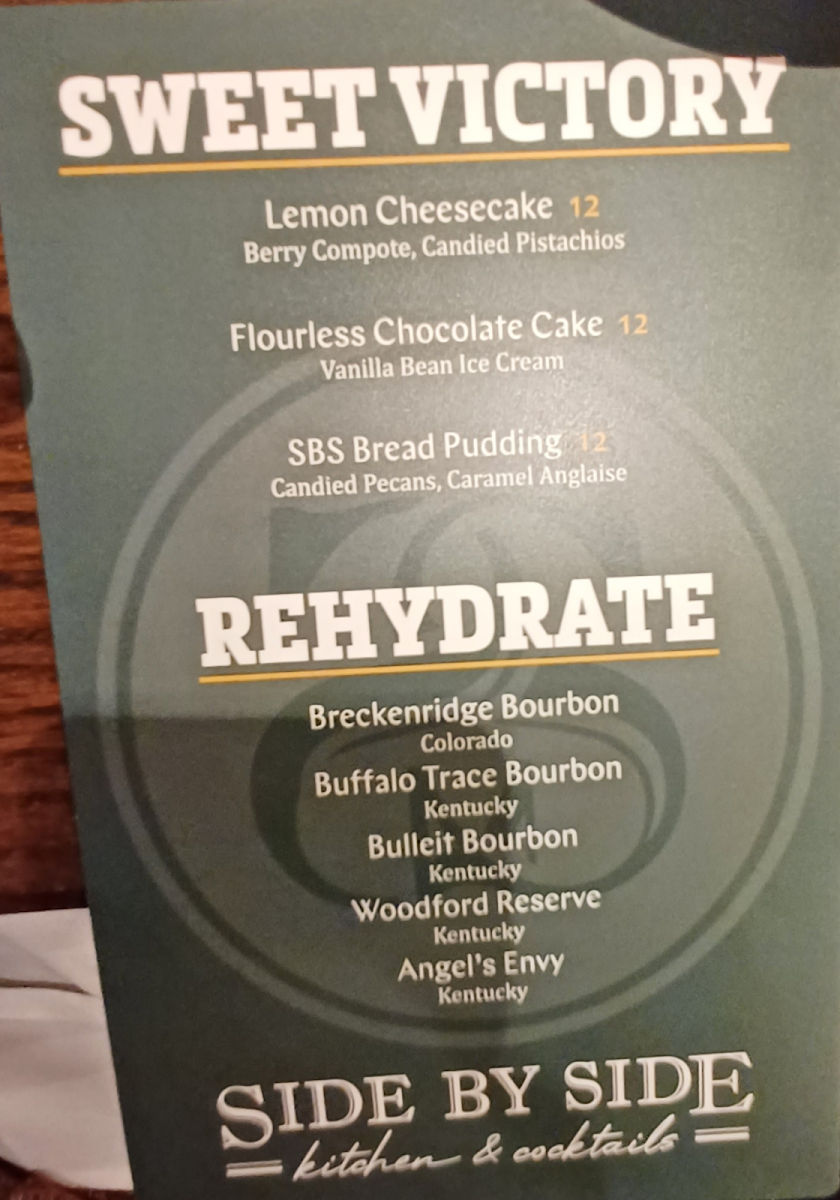 SWEET VICTORY
Lemon Cheesecake 12
Berry Compote, Candied Pistachios
Flourless Chocolate Cake 12
Vanilla Bean Ice Cream
SBS Bread Pudding 12
Candied Pecans, Caramel Anglaise
REHYDRATE
Breckenridge Bourbon
Colorado
Buffalo Trace Bourbon
Kentucky
Bulleit Bourbon
Kentucky
Woodford Reserve
Kentucky
Angel's Envy
Kentucky
SIDE BY SIDE
kitchen & cocktails